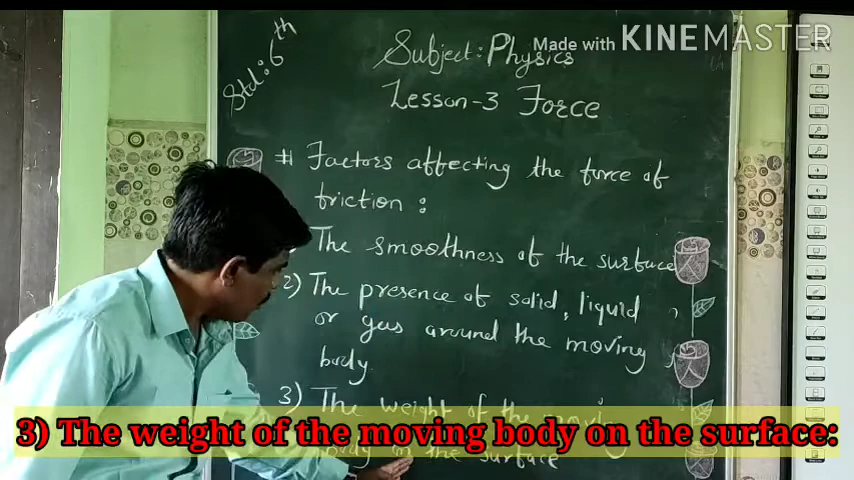 Made with KINEMASTER
Std: 6th
Subject: Physics
Lesson-3 Force
# Factors affecting the force of
friction :
The smoothness of the surface
2) The presence of solid, liquid
or gas around the moving
body.
3) The weight of the
body on the surface
3) The weight of the moving body on the surface: